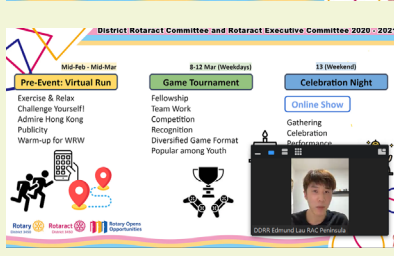 District Rotaract Committee and Rotaract Executive Committee 2020 - 2021
Mid-Feb - Mid-Mar
Pre-Event: Virtual Run
Exercise & Relax
Challenge Yourself!
Admire Hong Kong
Publicity
Warm-up for WRW
8-12 Mar (Weekdays)
Game Tournament
Fellowship
Team Work
Competition
Recognition
Diversified Game Format
Popular among Youth
13 (Weekend)
Celebration Night
Online Show
Gathering
Celebration
Performance
DDRR Edmund Lau RAC Peninsula
Rotary
Rotaract
Rotary Opens
Opportunities